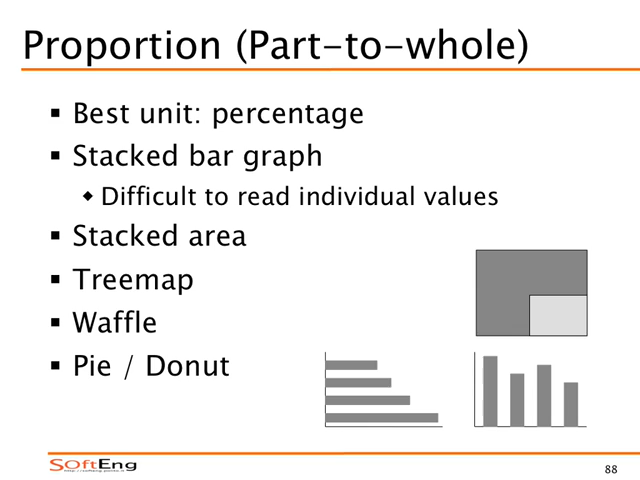 Proportion (Part-to-whole)
▪ Best unit: percentage
▪ Stacked bar graph
◆ Difficult to read individual values
▪ Stacked area
▪ Treemap
▪ Waffle
▪ Pie / Donut
SOftEng
88